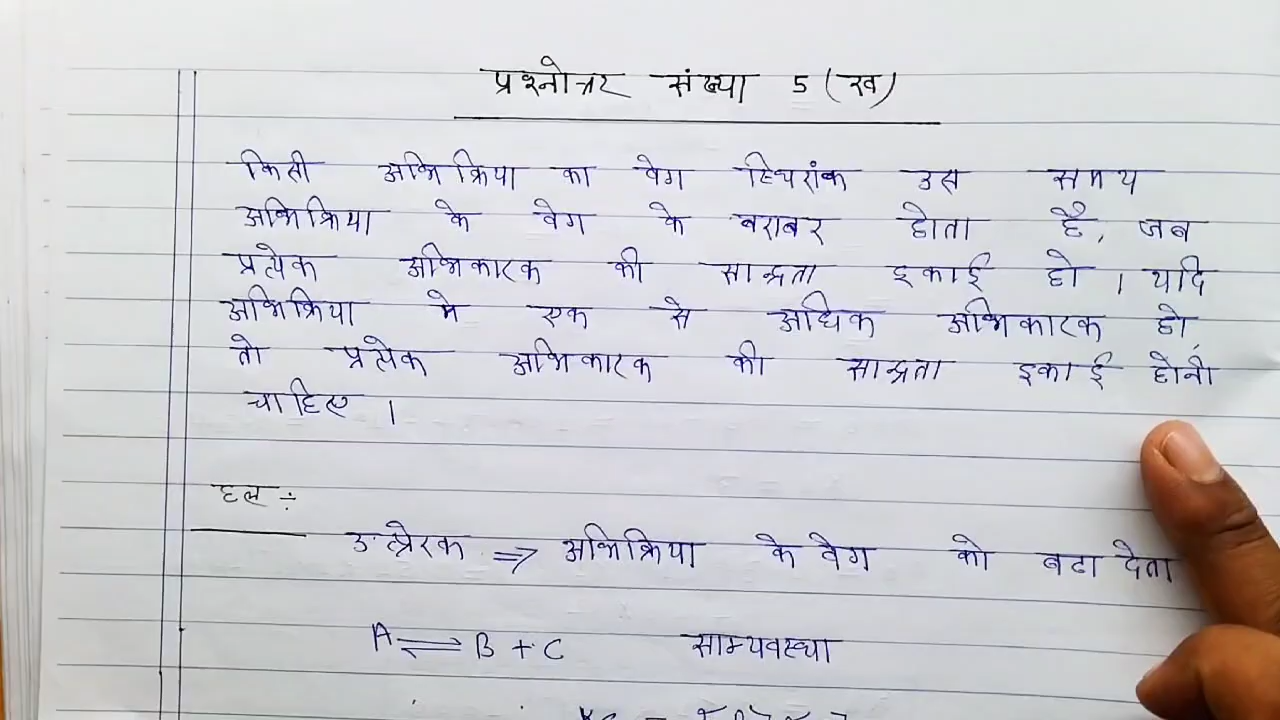 प्रश्नोत्तर संख्या 5 (ख)
किसी अभिक्रिया का वेग स्थिरांक उस समय
अभिक्रिया के वेग के बराबर होता है, जब
प्रत्येक अभिकारक की सान्द्रता इकाई हो । यदि
अभिक्रिया मे एक से अधिक अभिकारक हो,
तो प्रत्येक अभिकारक की सान्द्रता इकाई होनी
चाहिए ।
हल ÷
उत्प्रेरक ⇒ अभिक्रिया के वेग को बढा देता
A ⇌ B + C साम्यवस्था